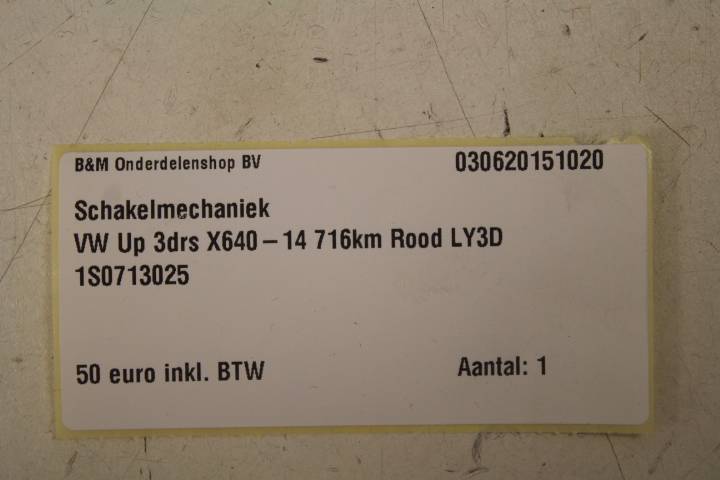 B&M Onderdelenshop BV 030620151020
Schakelmechaniek
VW Up 3drs X640 – 14 716km Rood LY3D
1S0713025
50 euro inkl. BTW Aantal: 1